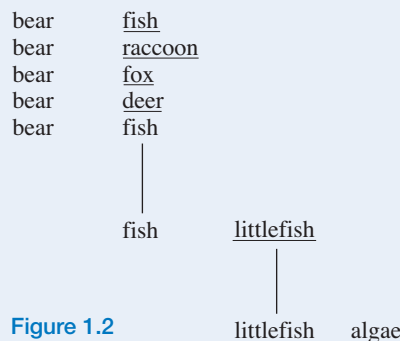 bear fish
bear raccoon
bear fox
bear deer
bear fish
fish littlefish
Figure 1.2 littlefish algae